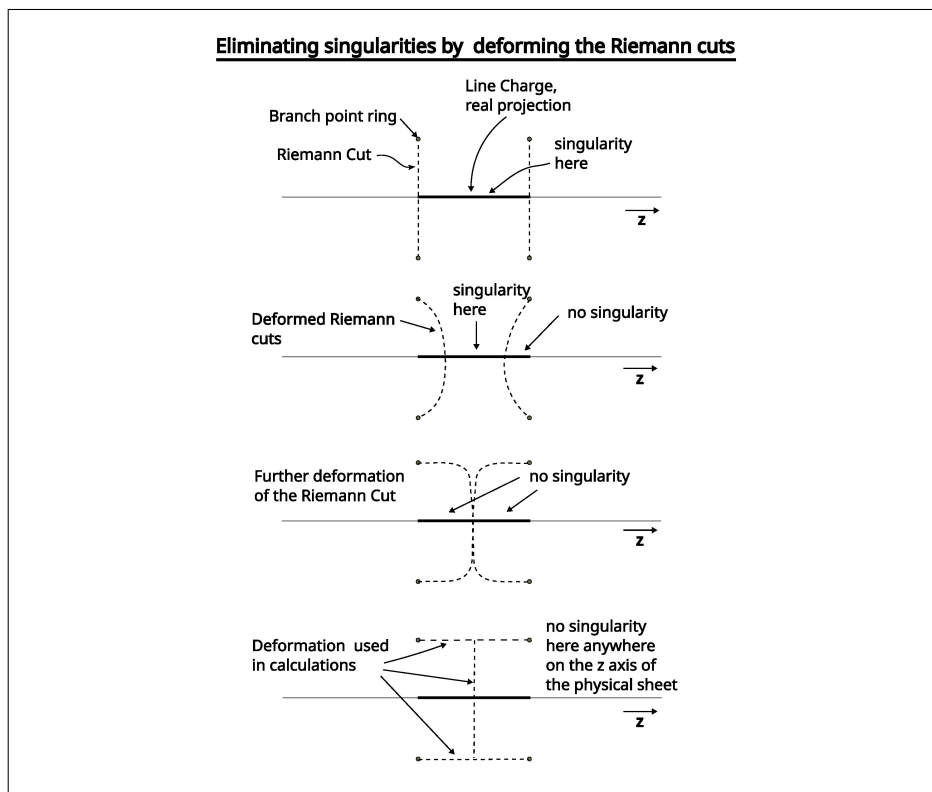 Eliminating singularities by deforming the Riemann cuts
Line Charge,
real projection
Branch point ring
singularity
here
Riemann Cut
z
singularity
here
no singularity
Deformed Riemann
cuts
z
Further deformation
of the Riemann Cut
no singularity
z
no singularity
here anywhere
on the z axis of
the physical sheet
Deformation used
in calculations
z